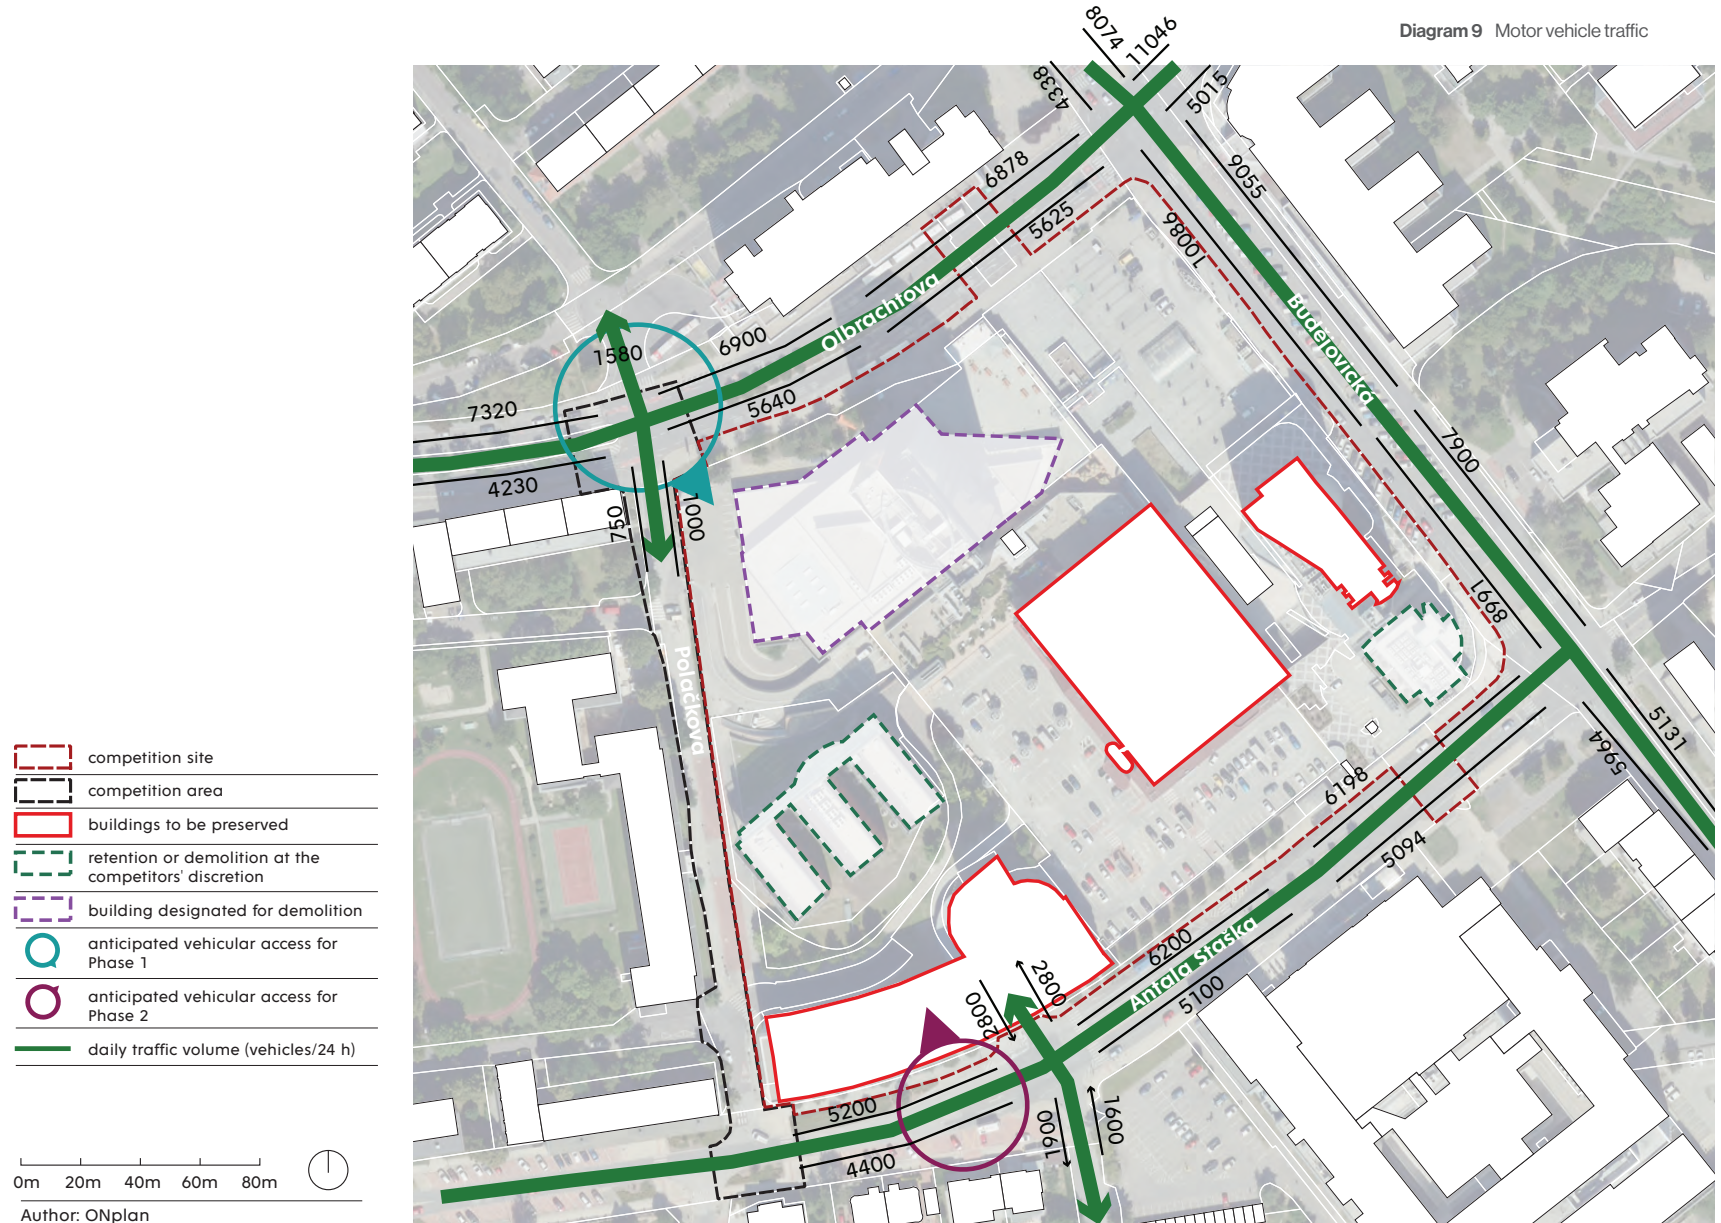 Diagram 9 Motor vehicle traffic
8074
11046
4338
5015
6878
9055
5625
10086
Olbrachtova
Budějovická
6900
1580
5640
7320
4230
750
1000
7900
8991
Polačkova
5131
5964
6198
5094
6200
Antala Staška
5100
2800
2800
5200
4400
1900
1600
competition site
competition area
buildings to be preserved
retention or demolition at the
competitors' discretion
building designated for demolition
anticipated vehicular access for
Phase 1
anticipated vehicular access for
Phase 2
daily traffic volume (vehicles/24 h)
0m 20m 40m 60m 80m
Author: ONplan